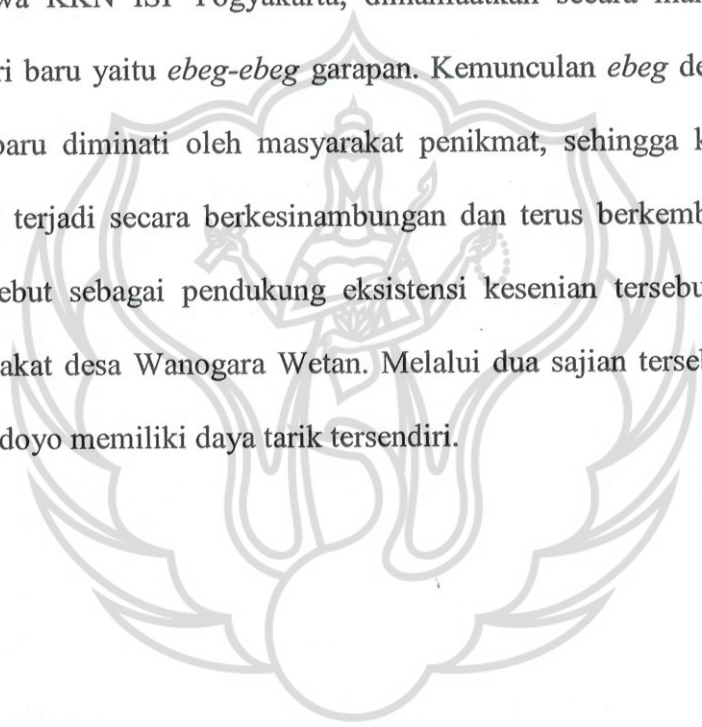 wa KKN ISI Yogyakarta, dimanfaatkan secara
ri baru yaitu ebeg-ebeg garapan. Kemunculan ebeg de
baru diminati oleh masyarakat penikmat, sehingga k
terjadi secara berkesinambungan dan terus berkemb
ebut sebagai pendukung eksistensi kesenian tersebu
akat desa Wanogara Wetan. Melalui dua sajian terse
doyo memiliki daya tarik tersendiri.